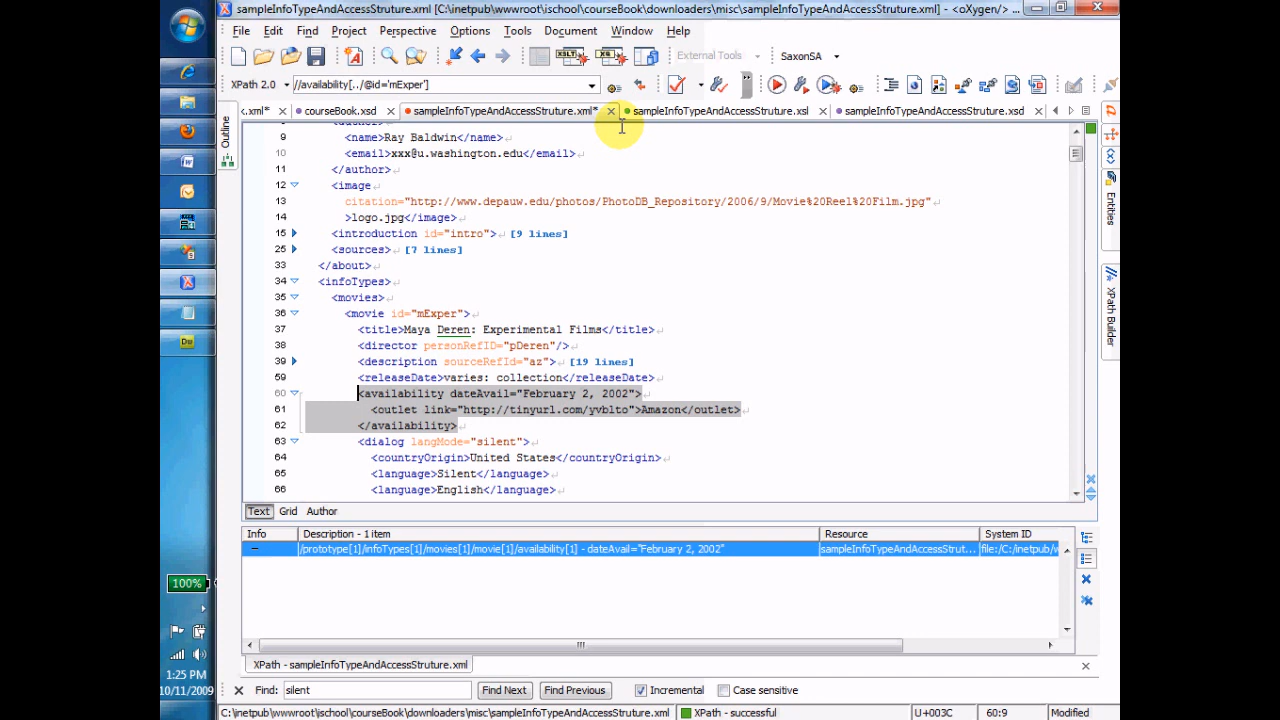 sampleInfoTypeAndAccessStruture.xml [C:\inetpub\wwwroot\ischool\courseBook\downloaders\misc\sampleInfoTypeAndAccessStruture.xml] - <oXygen/> ...
File Edit Find Project Perspective Options Tools Document Window Help
External Tools SaxonSA
XPath 2.0 //availability[../@id='mExper']
<.xml* courseBook.xsd sampleInfoTypeAndAccessStruture.xml* sampleInfoTypeAndAccessStruture.xsl sampleInfoTypeAndAccessStruture.xsd
Outline
Entities
XPath Builder
9 <name>Ray Baldwin</name>
10 <email>xxx@u.washington.edu</email>
11 </author>
12 <image
13 citation="http://www.depauw.edu/photos/PhotoDB_Repository/2006/9/Movie%20Reel%20Film.jpg"
14 >logo.jpg</image>
15 <introduction id="intro"> [9 lines]
25 <sources> [7 lines]
33 </about>
34 <infoTypes>
35 <movies>
36 <movie id="mExper">
37 <title>Maya Deren: Experimental Films</title>
38 <director personRefID="pDeren"/>
39 <description sourceRefId="az"> [19 lines]
59 <releaseDate>varies: collection</releaseDate>
60 <availability dateAvail="February 2, 2002">
61 <outlet link="http://tinyurl.com/yvblto">Amazon</outlet>
62 </availability>
63 <dialog langMode="silent">
64 <countryOrigin>United States</countryOrigin>
65 <language>Silent</language>
66 <language>English</language>
Text Grid Author
Info Description - 1 item Resource System ID
/prototype[1]/infoTypes[1]/movies[1]/movie[1]/availability[1] - dateAvail="February 2, 2002" sampleInfoTypeAndAccessStrut... file:/C:/inetpub/w
100%
1:25 PM
10/11/2009
XPath - sampleInfoTypeAndAccessStruture.xml
Find: silent Find Next Find Previous Incremental Case sensitive
C:\inetpub\wwwroot\ischool\courseBook\downloaders\misc\sampleInfoTypeAndAccessStruture.xml XPath - successful U+003C 60:9 Modified